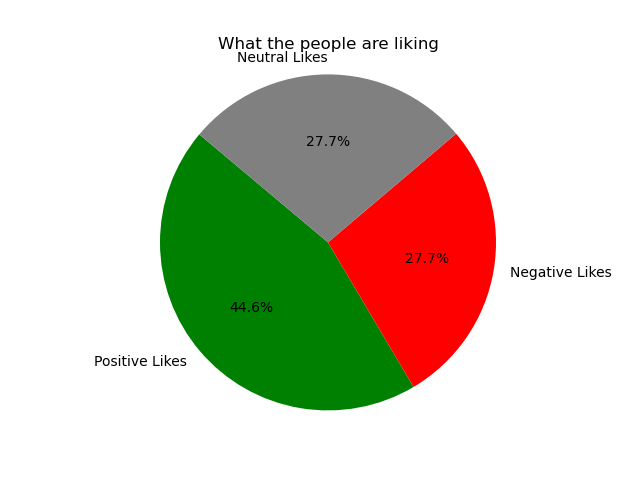 What the people are liking
Neutral Likes
27.7%
27.7%
Negative Likes
44.6%
Positive Likes